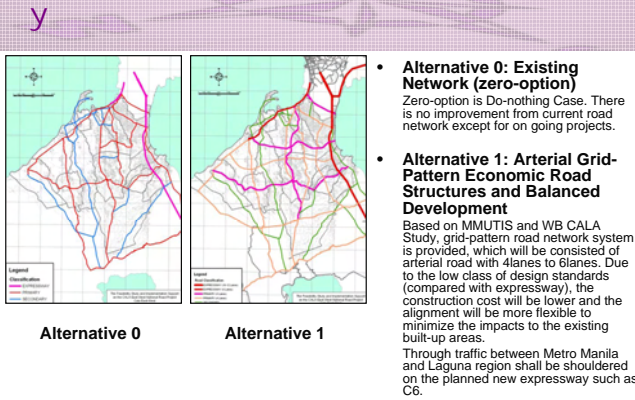 y
• Alternative 0: Existing
Network (zero-option)
Zero-option is Do-nothing Case. There
is no improvement from current road
network except for on going projects.
• Alternative 1: Arterial Grid-
Pattern Economic Road
Structures and Balanced
Development
Based on MMUTIS and WB CALA
Study, grid-pattern road network system
is provided, which will be consisted of
arterial road with 4lanes to 6lanes. Due
to the low class of design standards
(compared with expressway), the
construction cost will be lower and the
alignment will be more flexible to
minimize the impacts to the existing
built-up areas.
Through traffic between Metro Manila
and Laguna region shall be shouldered
on the planned new expressway such as
C6.
Legend
Classification
EXPRESSWAY
PRIMARY
SECONDARY
Legend
Road Classification
Alternative 0
Alternative 1